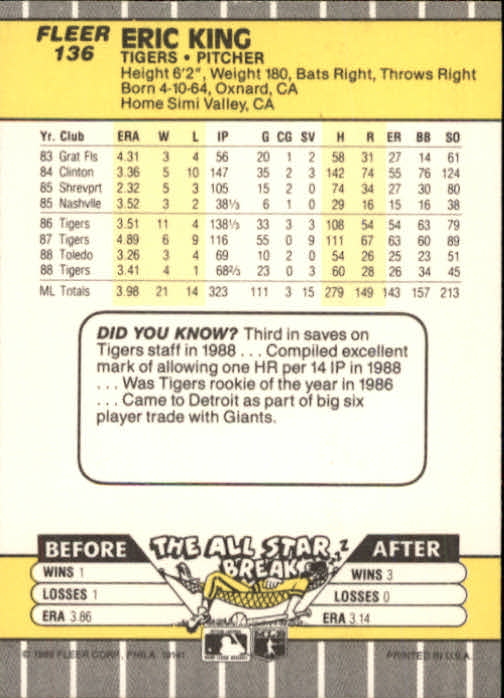 FLEER
136
ERIC KING
TIGERS • PITCHER
Height 6'2", Weight 180, Bats Right, Throws Right
Born 4-10-64, Oxnard, CA
Home Simi Valley, CA
Yr. Club ERA W L IP G CG SV H R ER BB SO
83 Grat Fls 4.31 3 4 56 20 1 2 58 31 27 14 61
84 Clinton 3.36 5 10 147 35 2 3 142 74 55 76 124
85 Shrevprt 2.32 5 3 105 15 2 0 74 34 27 30 80
85 Nashvlle 3.52 3 2 38⅓ 6 1 0 29 16 15 16 38
86 Tigers 3.51 11 4 138⅓ 33 3 3 108 54 54 63 79
87 Tigers 4.89 6 9 116 55 0 9 111 67 63 60 89
88 Toledo 3.26 3 4 69 10 2 0 54 26 25 23 51
88 Tigers 3.41 4 1 68⅔ 23 0 3 60 28 26 34 45
ML Totals 3.98 21 14 323 111 3 15 279 149 143 157 213
DID YOU KNOW? Third in saves on
Tigers staff in 1988 . . . Compiled excellent
mark of allowing one HR per 14 IP in 1988
. . . Was Tigers rookie of the year in 1986
. . . Came to Detroit as part of big six
player trade with Giants.
BEFORE THE ALL STAR BREAK AFTER
WINS 1 WINS 3
LOSSES 1 LOSSES 0
ERA 3.86 ERA 3.14
© 1989 FLEER CORP., PHILA. 19141 PRINTED IN U.S.A.